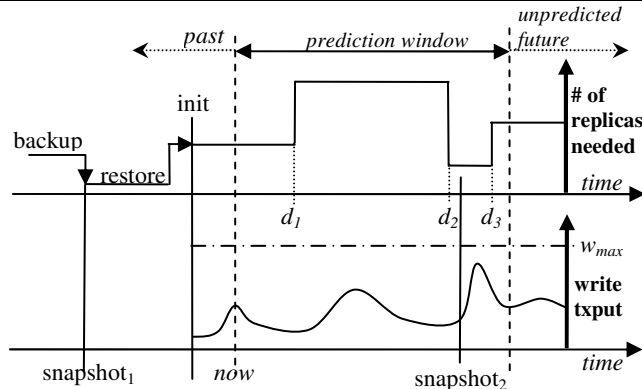 unpredicted
past
prediction window
future
init
# of
replicas
needed
backup
restore
time
d1
d2
d3
wmax
write
txput
time
snapshot1
now
snapshot2